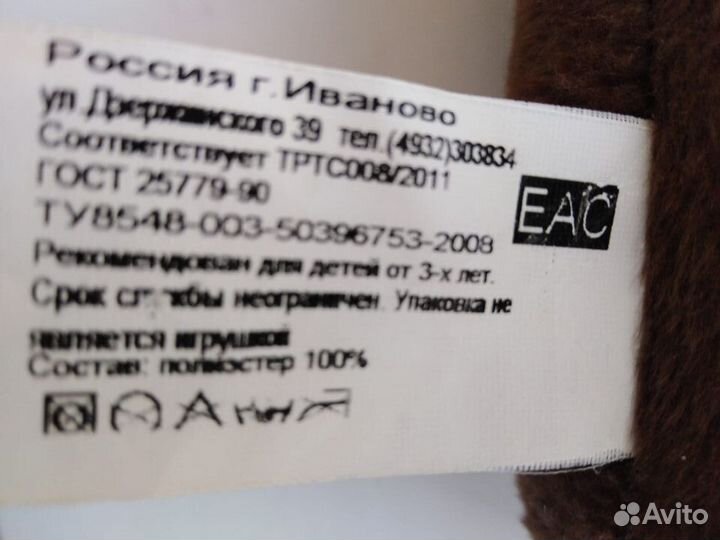 Россия г.Иваново
ул.Дзержинского 39 тел.(4932)303834
Соответствует ТРТС008/2011
ГОСТ 25779-90
ТУ8548-003-50396753-2008
EAC
Рекомендован для детей от 3-х лет.
Срок службы неограничен. Упаковка не
является игрушкой
Состав: полиэстер 100%
Avito